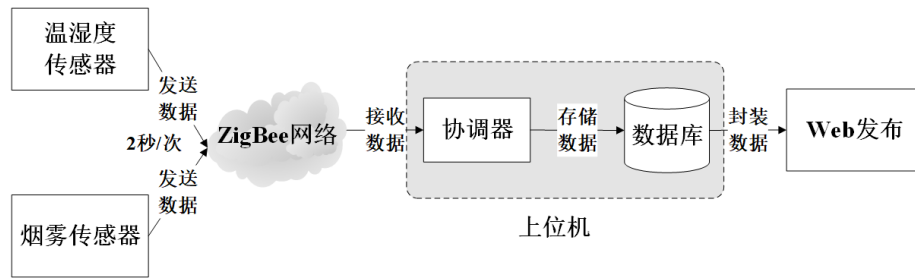 温湿度
传感器
发送
数据
2秒/次
发送
数据
烟雾传感器
ZigBee网络
接收
数据
协调器
存储
数据
数据库
封装
数据
Web发布
上位机